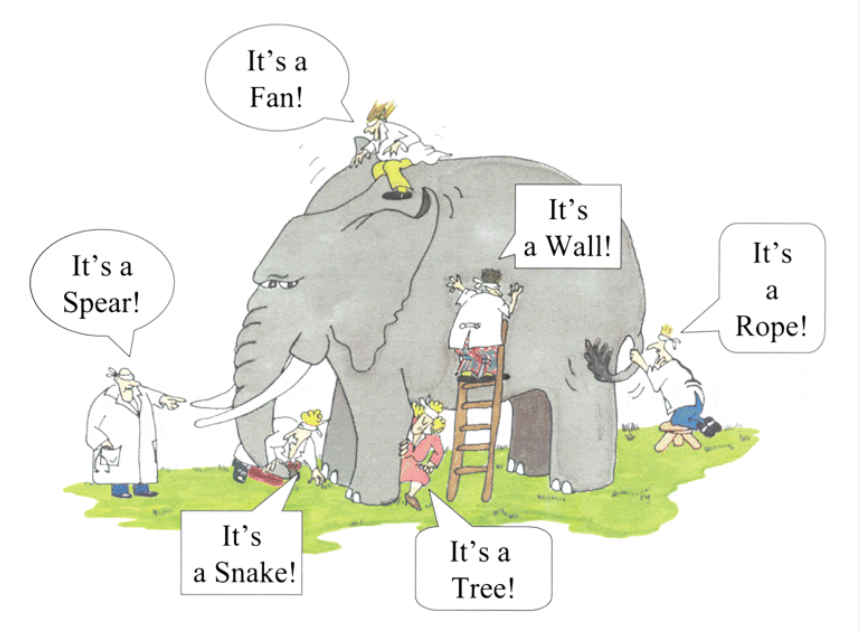 It's a
Fan!
It's
a Wall!
It's a
Spear!
It's
a
Rope!
It's
a Snake!
It's a
Tree!